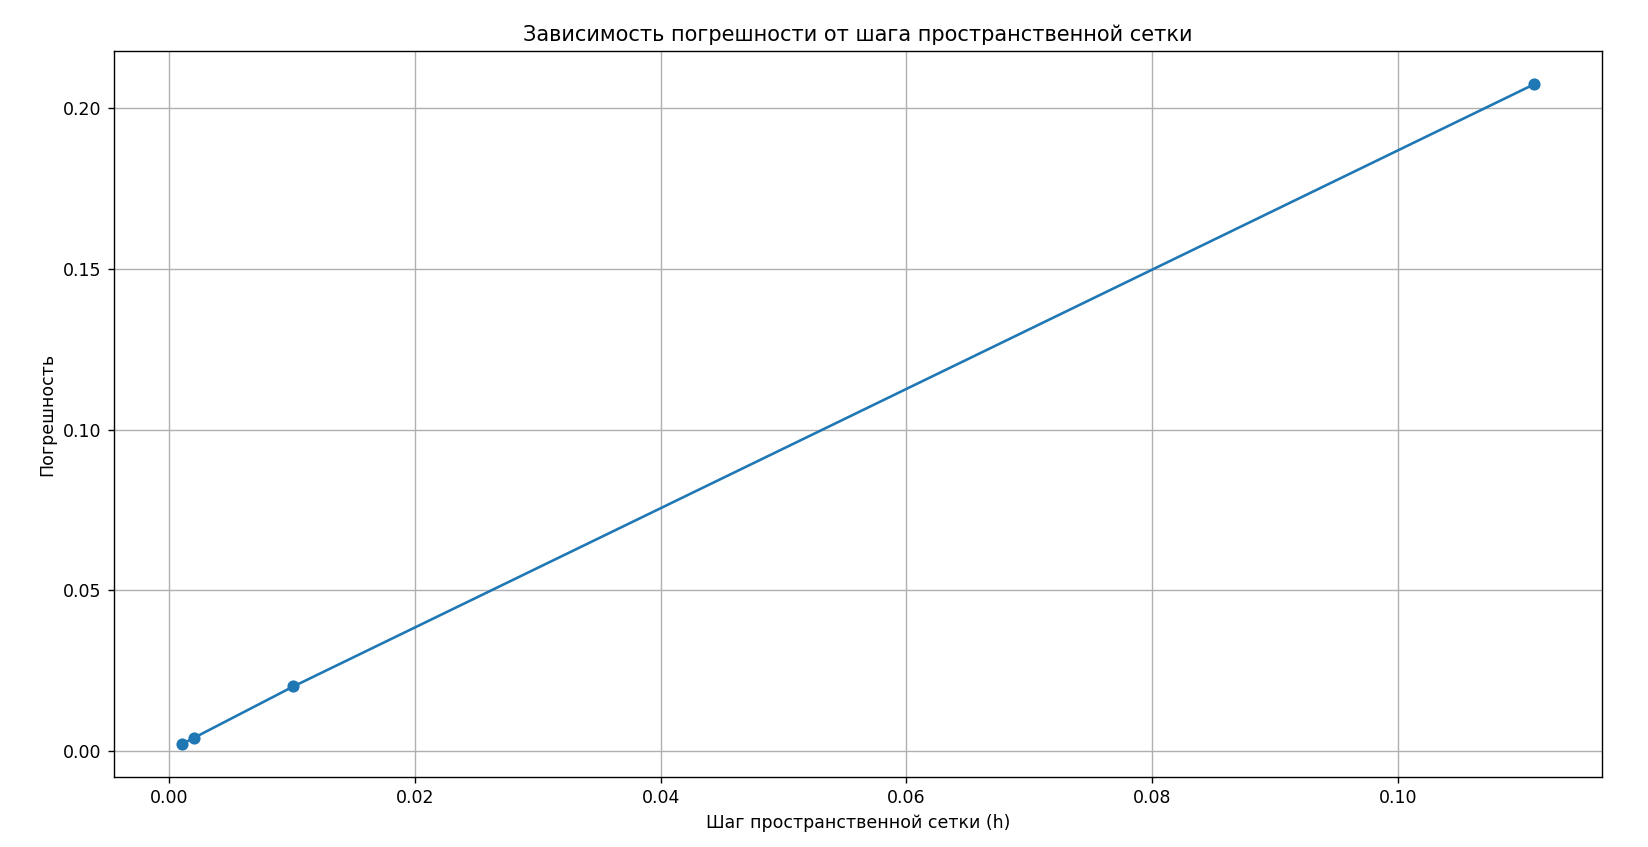 Зависимость погрешности от шага пространственной сетки
0.20
0.15
0.10
0.05
0.00
Погрешность
0.00 0.02 0.04 0.06 0.08 0.10
Шаг пространственной сетки (h)